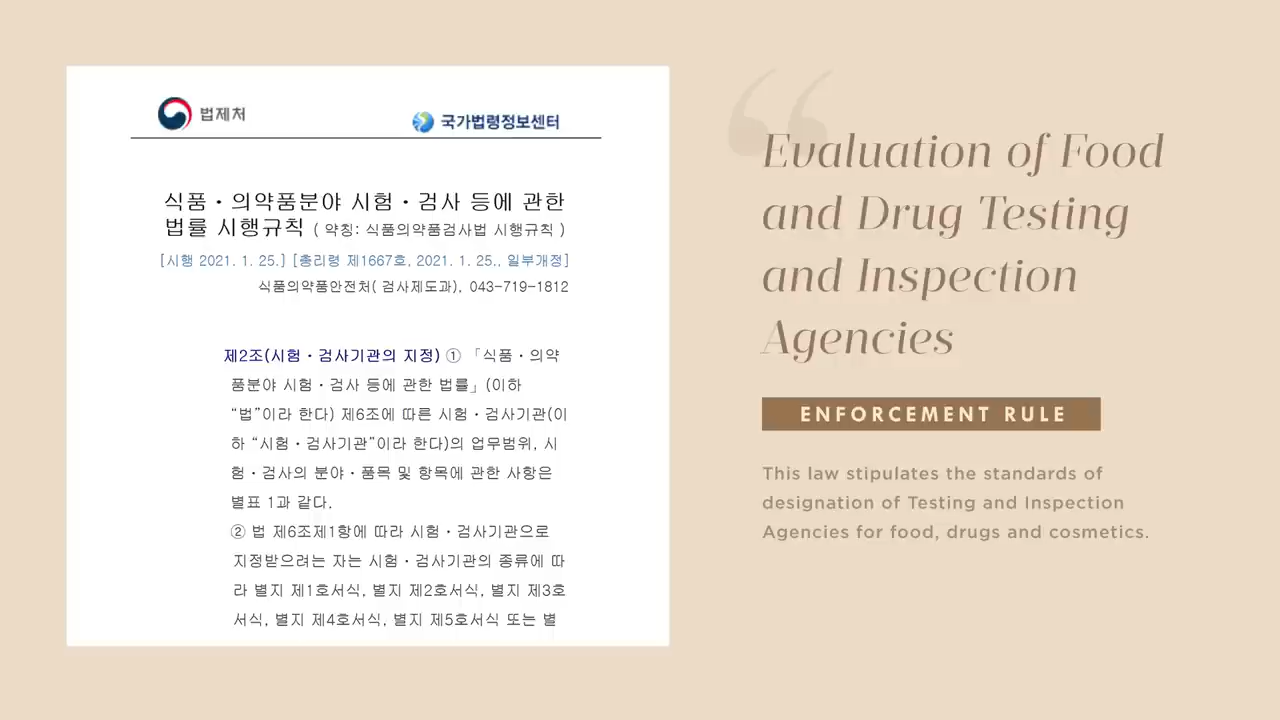 법제처
국가법령정보센터
식품・의약품분야 시험・검사 등에 관한
법률 시행규칙 ( 약칭: 식품의약품검사법 시행규칙 )
[시행 2021. 1. 25.] [총리령 제1667호, 2021. 1. 25., 일부개정]
식품의약품안전처( 검사제도과), 043-719-1812
제2조(시험・검사기관의 지정) ① 「식품・의약
품분야 시험・검사 등에 관한 법률」(이하
“법”이라 한다) 제6조에 따른 시험・검사기관(이
하 “시험・검사기관”이라 한다)의 업무범위, 시
험・검사의 분야・품목 및 항목에 관한 사항은
별표 1과 같다.
② 법 제6조제1항에 따라 시험・검사기관으로
지정받으려는 자는 시험・검사기관의 종류에 따
라 별지 제1호서식, 별지 제2호서식, 별지 제3호
서식, 별지 제4호서식, 별지 제5호서식 또는 별
“
Evaluation of Food
and Drug Testing
and Inspection
Agencies
ENFORCEMENT RULE
This law stipulates the standards of
designation of Testing and Inspection
Agencies for food, drugs and cosmetics.